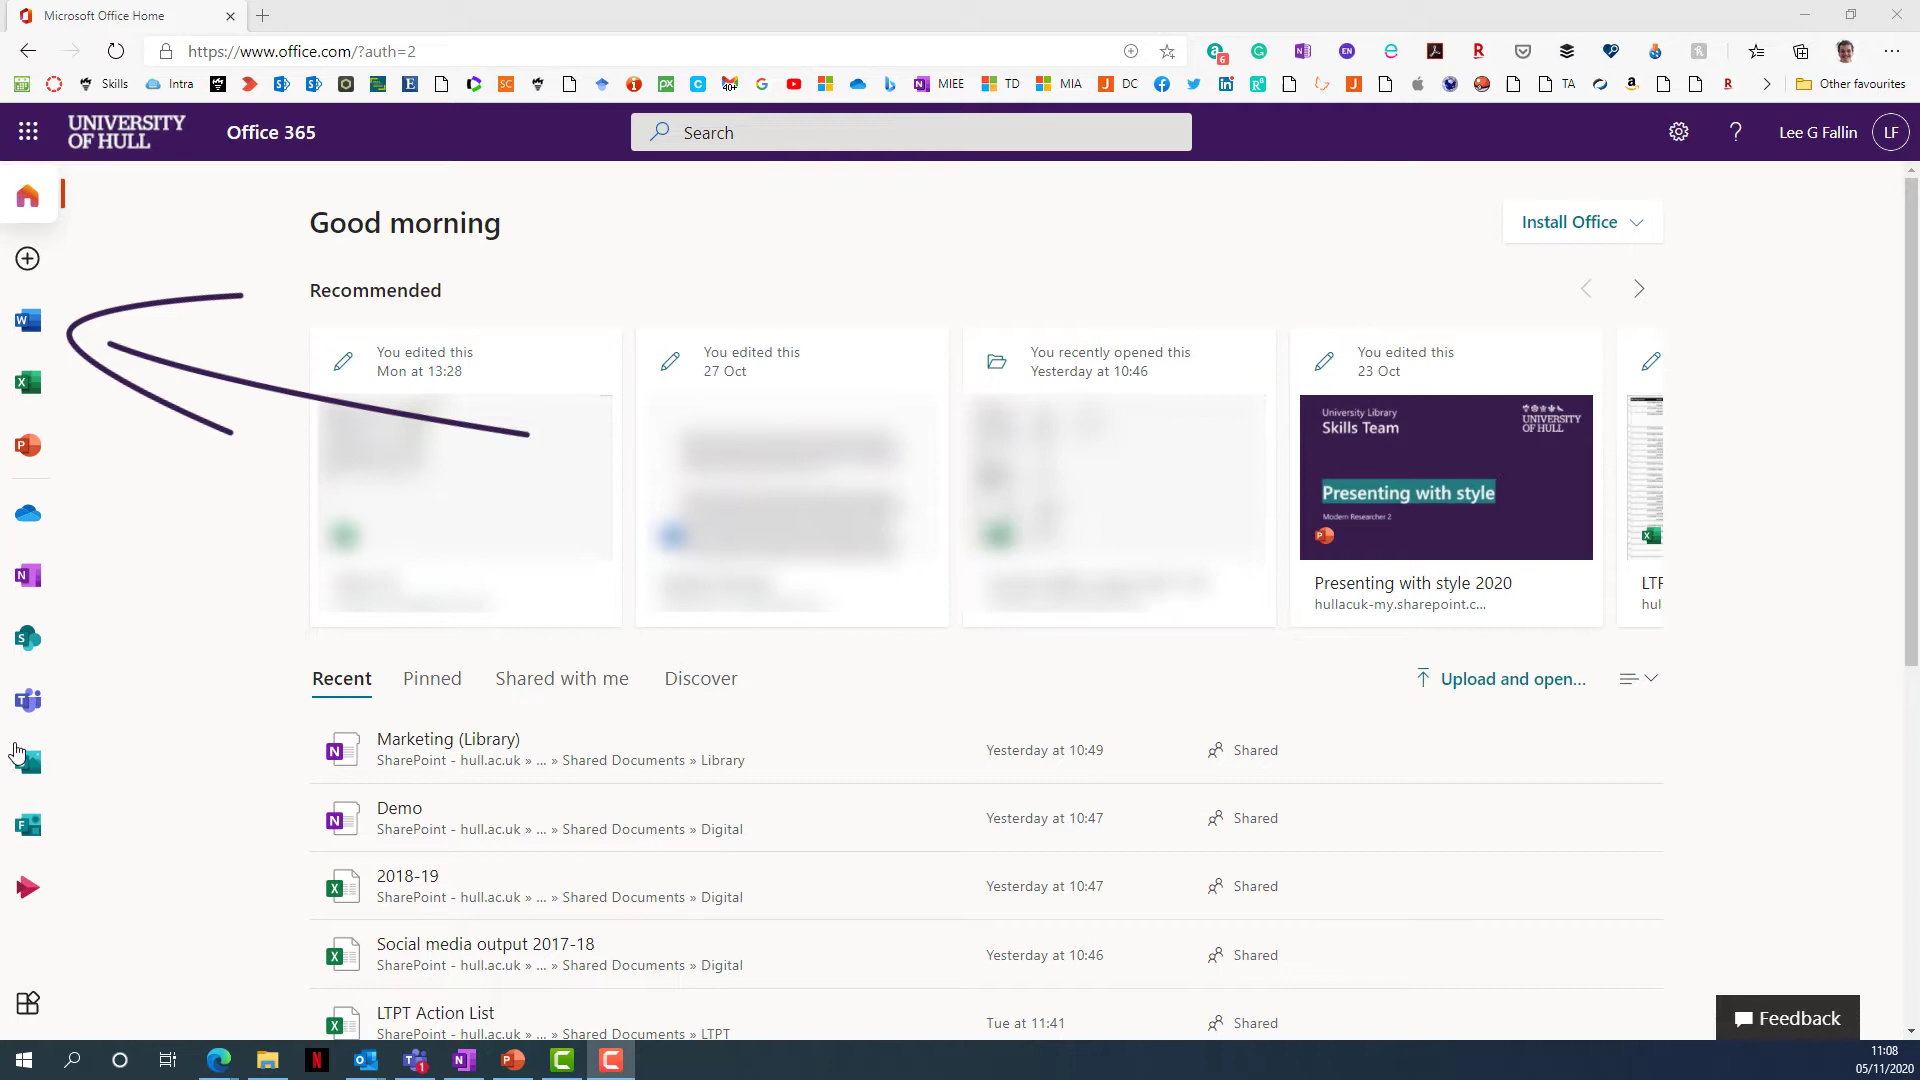 Microsoft Office Home
https://www.office.com/?auth=2
Skills
Intra
MIEE
TD
MIA
DC
TA
Other favourites
UNIVERSITY
OF HULL
Office 365
Search
Lee G Fallin
LF
Good morning
Install Office
Recommended
You edited this
Mon at 13:28
You edited this
27 Oct
You recently opened this
Yesterday at 10:46
You edited this
23 Oct
University Library
Skills Team
UNIVERSITY
OF HULL
Presenting with style
Modern Researcher 2
Presenting with style 2020
hullacuk-my.sharepoint.c...
LTF
hul
Recent
Pinned
Shared with me
Discover
Upload and open...
Marketing (Library)
SharePoint - hull.ac.uk » ... » Shared Documents » Library
Yesterday at 10:49
Shared
Demo
SharePoint - hull.ac.uk » ... » Shared Documents » Digital
Yesterday at 10:47
Shared
2018-19
SharePoint - hull.ac.uk » ... » Shared Documents » Digital
Yesterday at 10:47
Shared
Social media output 2017-18
SharePoint - hull.ac.uk » ... » Shared Documents » Digital
Yesterday at 10:46
Shared
LTPT Action List
SharePoint - hull.ac.uk » ... » Shared Documents » LTPT
Tue at 11:41
Shared
Feedback
11:08
05/11/2020